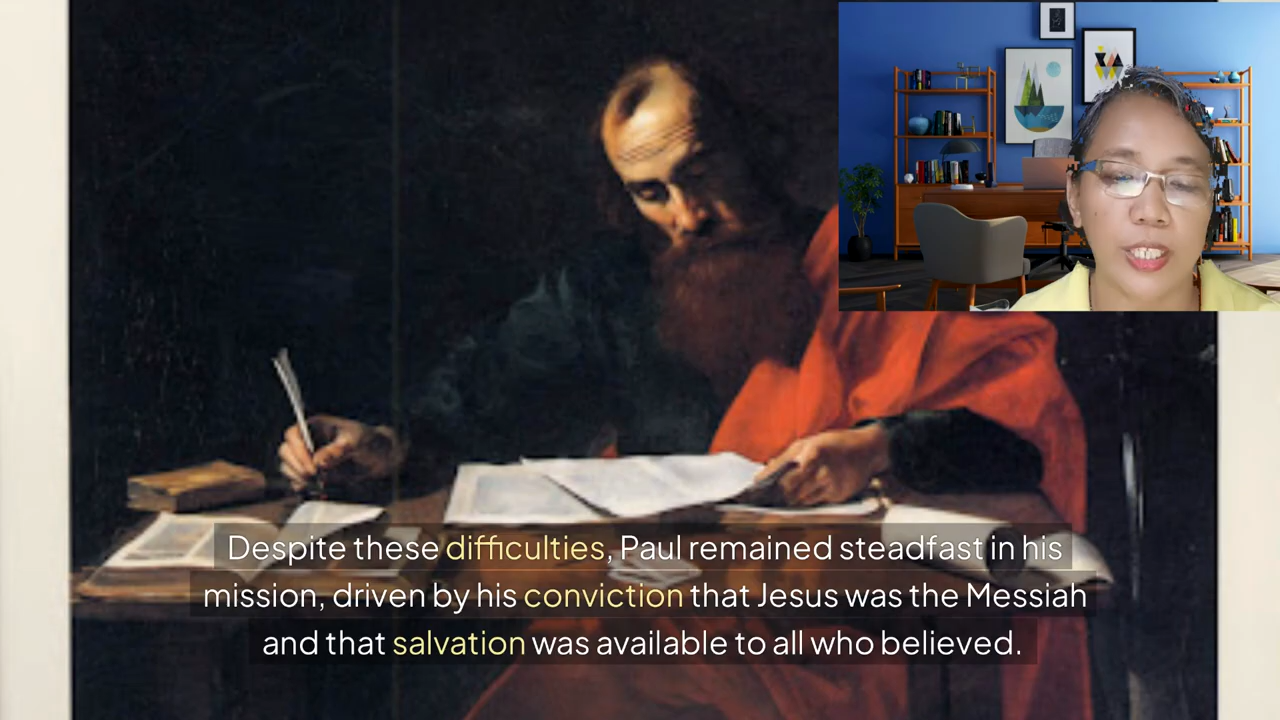 Despite these difficulties, Paul remained steadfast in his
mission, driven by his conviction that Jesus was the Messiah
and that salvation was available to all who believed.